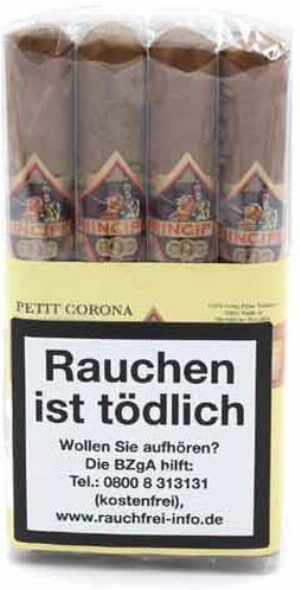 PRINCIPES
PETIT CORONA
Rauchen
ist tödlich
Wollen Sie aufhören?
Die BZgA hilft:
Tel.: 0800 8 313131
(kostenfrei),
www.rauchfrei-info.de